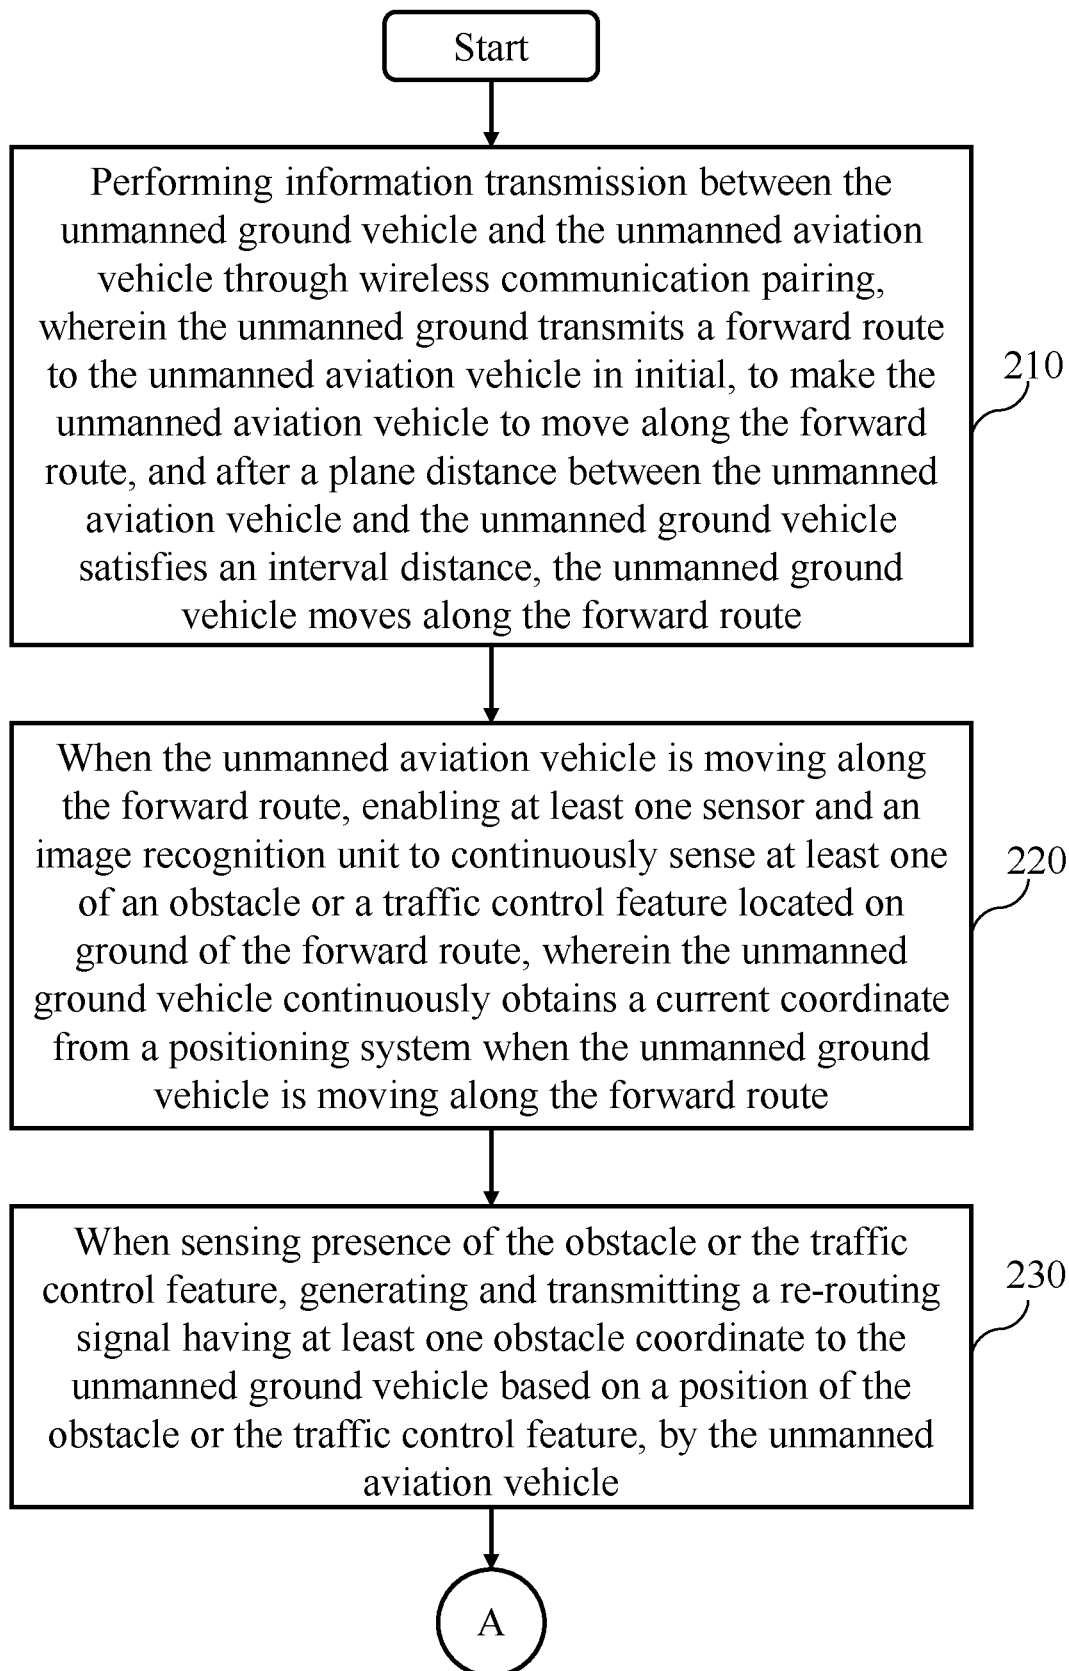 Start
Performing information transmission between the
unmanned ground vehicle and the unmanned aviation
vehicle through wireless communication pairing,
wherein the unmanned ground transmits a forward route
to the unmanned aviation vehicle in initial, to make the
unmanned aviation vehicle to move along the forward
route, and after a plane distance between the unmanned
aviation vehicle and the unmanned ground vehicle
satisfies an interval distance, the unmanned ground
vehicle moves along the forward route
210
When the unmanned aviation vehicle is moving along
the forward route, enabling at least one sensor and an
image recognition unit to continuously sense at least one
of an obstacle or a traffic control feature located on
ground of the forward route, wherein the unmanned
ground vehicle continuously obtains a current coordinate
from a positioning system when the unmanned ground
vehicle is moving along the forward route
220
When sensing presence of the obstacle or the traffic
control feature, generating and transmitting a re-routing
signal having at least one obstacle coordinate to the
unmanned ground vehicle based on a position of the
obstacle or the traffic control feature, by the unmanned
aviation vehicle
230
A